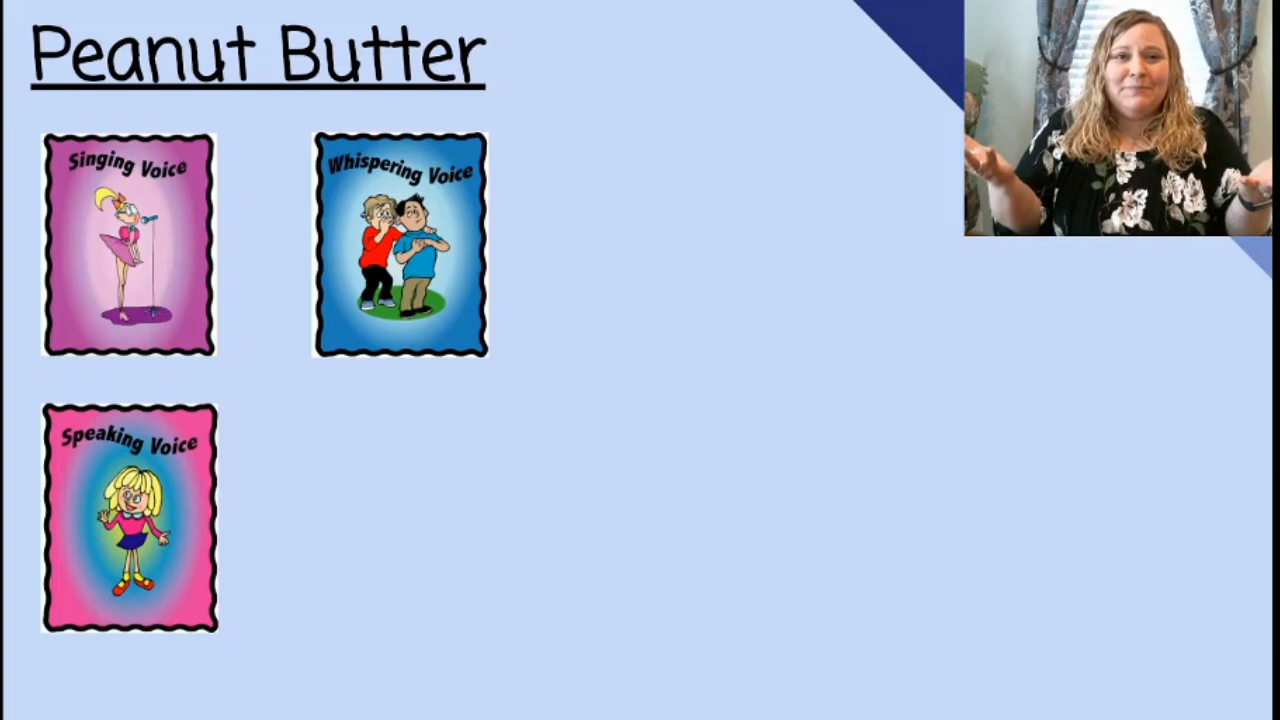 Peanut Butter
Singing Voice
Whispering Voice
Speaking Voice